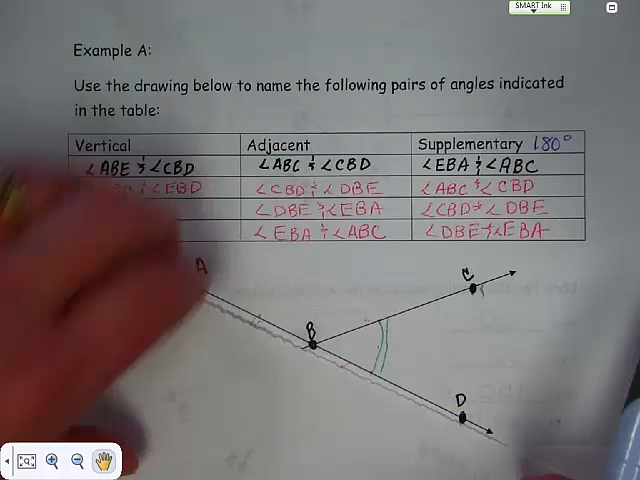 SMART Ink
Example A:
Use the drawing below to name the following pairs of angles indicated
in the table:
Vertical Adjacent Supplementary 180°
∠ABE & ∠CBD ∠ABC & ∠CBD ∠EBA & ∠ABC
& ∠EBD ∠CBD & ∠DBE ∠ABC & ∠CBD
∠DBE & ∠EBA ∠CBD & ∠DBE
∠EBA & ∠ABC ∠DBE & ∠EBA
A
C
B
D